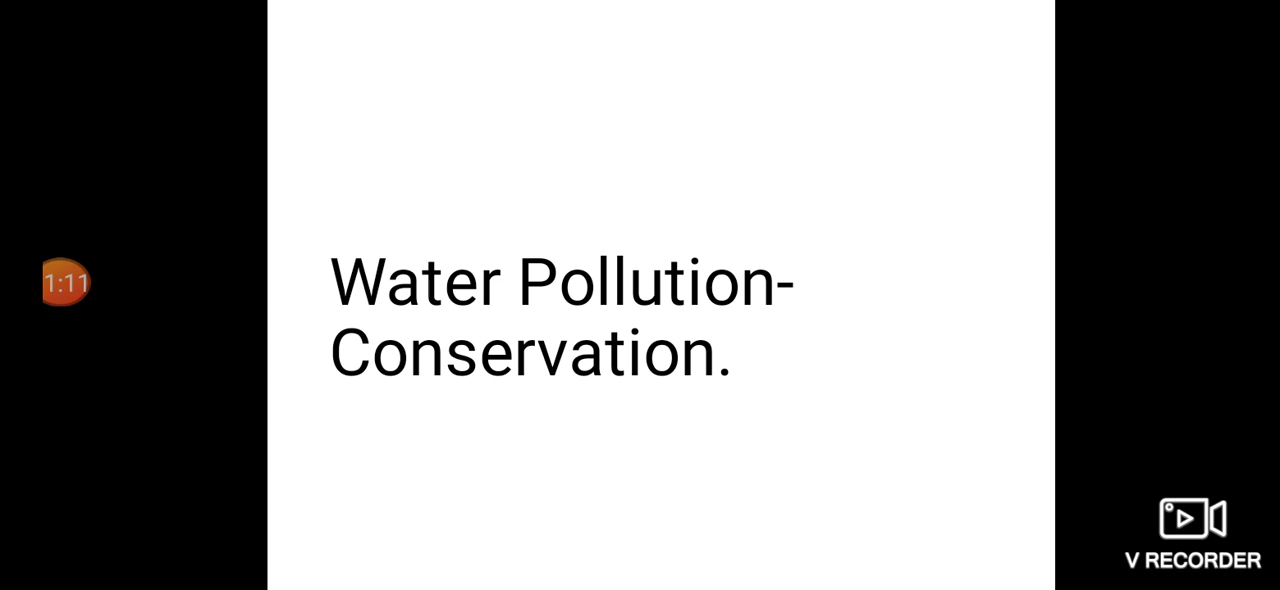 Water Pollution-
Conservation.
1:11
V RECORDER